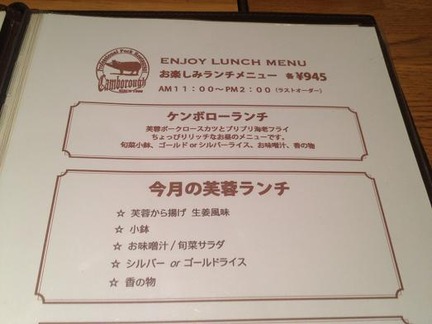 Professional Pork Restaurant
Camborough
ENJOY LUNCH MENU
お楽しみランチメニュー 各¥945
AM11:00~PM2:00(ラストオーダー)
ケンボローランチ
芙蓉ポークロースカツとプリプリ海老フライ
ちょっぴりリッチなお昼のメニューです。
旬菜小鉢、ゴールド or シルバーライス、お味噌汁、香の物
今月の芙蓉ランチ
☆ 芙蓉から揚げ 生姜風味
☆ 小鉢
☆ お味噌汁/旬菜サラダ
☆ シルバー or ゴールドライス
☆ 香の物